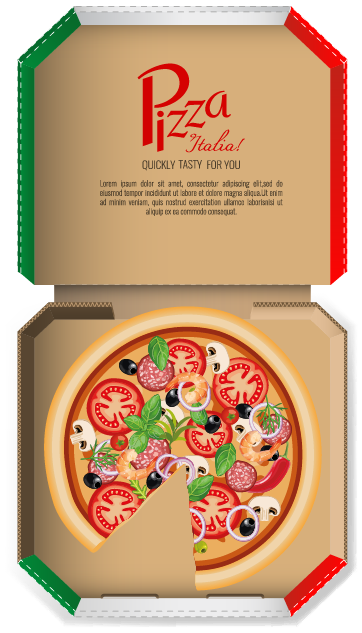 Pizza
Italia!
QUICKLY TASTY FOR YOU
Lorem ipsum dolor sit amet, consectetur adipiscing elit,sed do
eiusmod tempor incididunt ut labore et dolore magna aliqua.Ut enim
ad minim veniam, quis nostrud exercitation ullamco laborisnisi ut
aliquip ex ea commodo consequat.